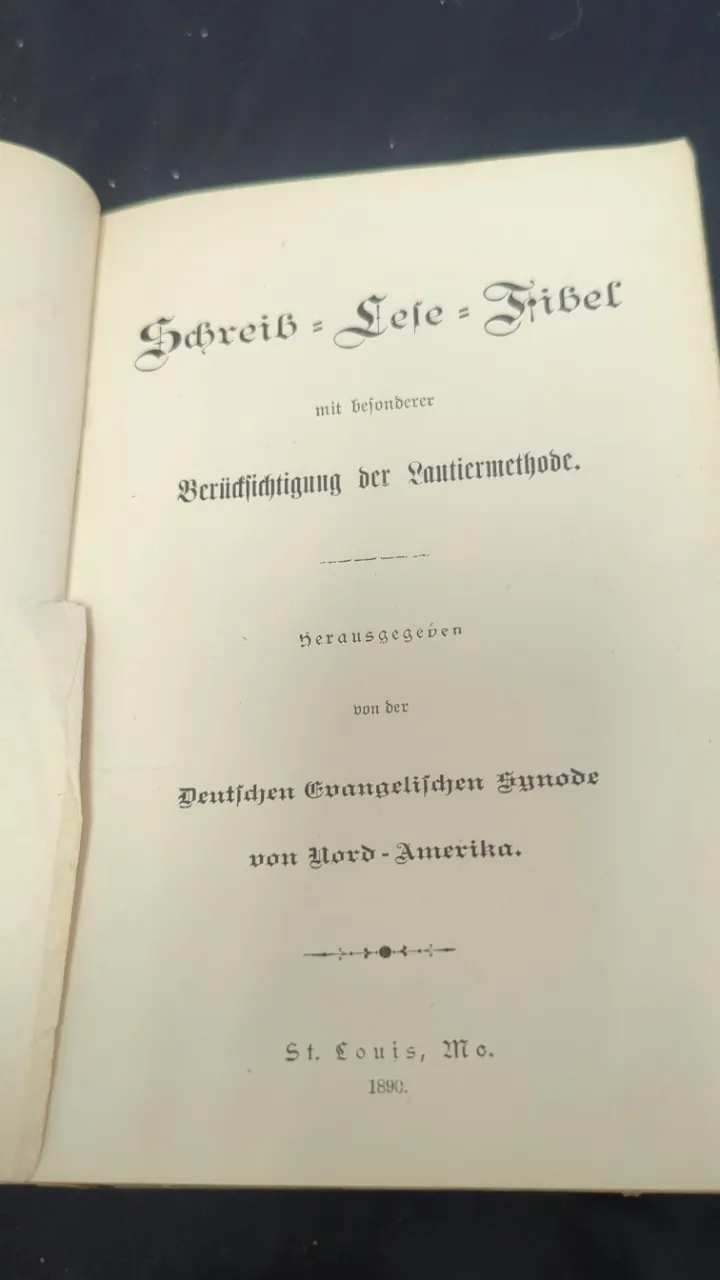 Schreib=Lese=Fibel
mit besonderer
Berücksichtigung der Lautiermethode.
Herausgegeben
von der
Deutschen Evangelischen Synode
von Nord-Amerika.
St. Louis, Mo.
1890.